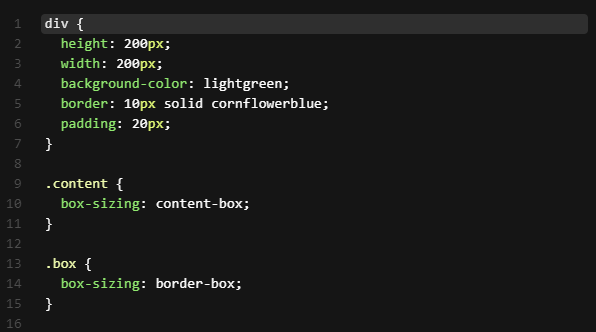 1 div {
2   height: 200px;
3   width: 200px;
4   background-color: lightgreen;
5   border: 10px solid cornflowerblue;
6   padding: 20px;
7 }
8
9 .content {
10   box-sizing: content-box;
11 }
12
13 .box {
14   box-sizing: border-box;
15 }
16